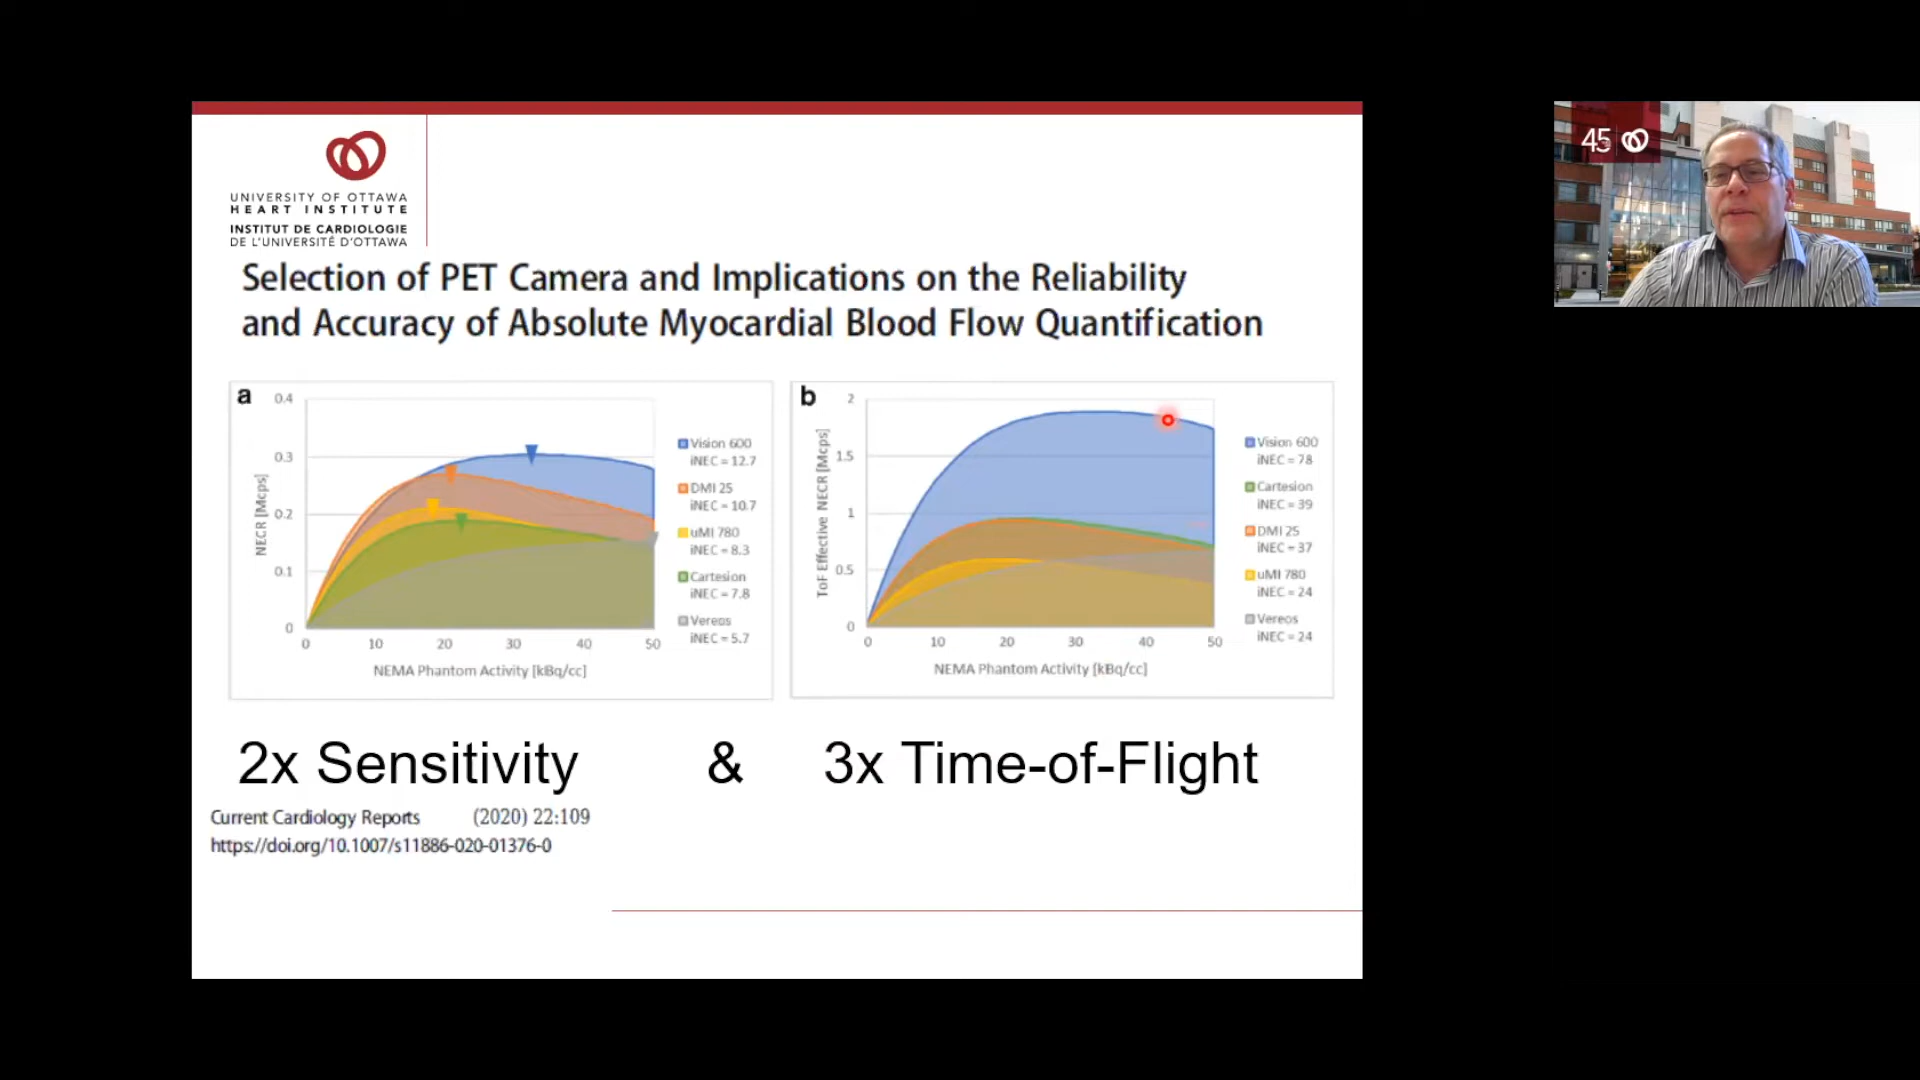 UNIVERSITY OF OTTAWA
HEART INSTITUTE
INSTITUT DE CARDIOLOGIE
DE L'UNIVERSITÉ D'OTTAWA
45
Selection of PET Camera and Implications on the Reliability
and Accuracy of Absolute Myocardial Blood Flow Quantification
a
0.4
0.3
0.2
0.1
0
NECR [Mcps]
0 10 20 30 40 50
NEMA Phantom Activity [kBq/cc]
Vision 600
iNEC = 12.7
DMI 25
iNEC = 10.7
uMI 780
iNEC = 8.3
Cartesion
iNEC = 7.8
Vereos
iNEC = 5.7
b
2
1.5
1
0.5
0
ToF Effective NECR [Mcps]
0 10 20 30 40 50
NEMA Phantom Activity [kBq/cc]
Vision 600
iNEC = 78
Cartesion
iNEC = 39
DMI 25
iNEC = 37
uMI 780
iNEC = 24
Vereos
iNEC = 24
2x Sensitivity & 3x Time-of-Flight
Current Cardiology Reports (2020) 22:109
https://doi.org/10.1007/s11886-020-01376-0